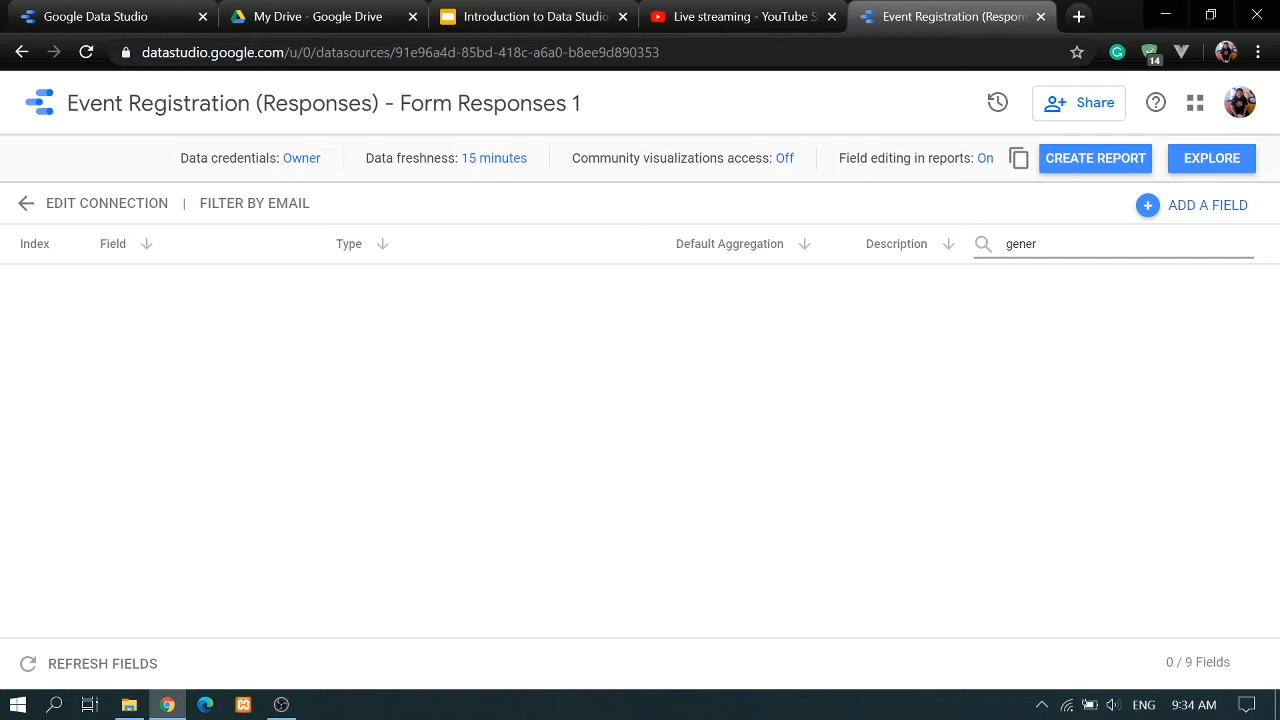 Google Data Studio
My Drive - Google Drive
Introduction to Data Studio
Live streaming - YouTube S
Event Registration (Respon
datastudio.google.com/u/0/datasources/91e96a4d-85bd-418c-a6a0-b8ee9d890353
14
Event Registration (Responses) - Form Responses 1
Share
Data credentials: Owner
Data freshness: 15 minutes
Community visualizations access: Off
Field editing in reports: On
CREATE REPORT
EXPLORE
EDIT CONNECTION | FILTER BY EMAIL
ADD A FIELD
Index
Field
Type
Default Aggregation
Description
gener
REFRESH FIELDS
0 / 9 Fields
ENG
9:34 AM